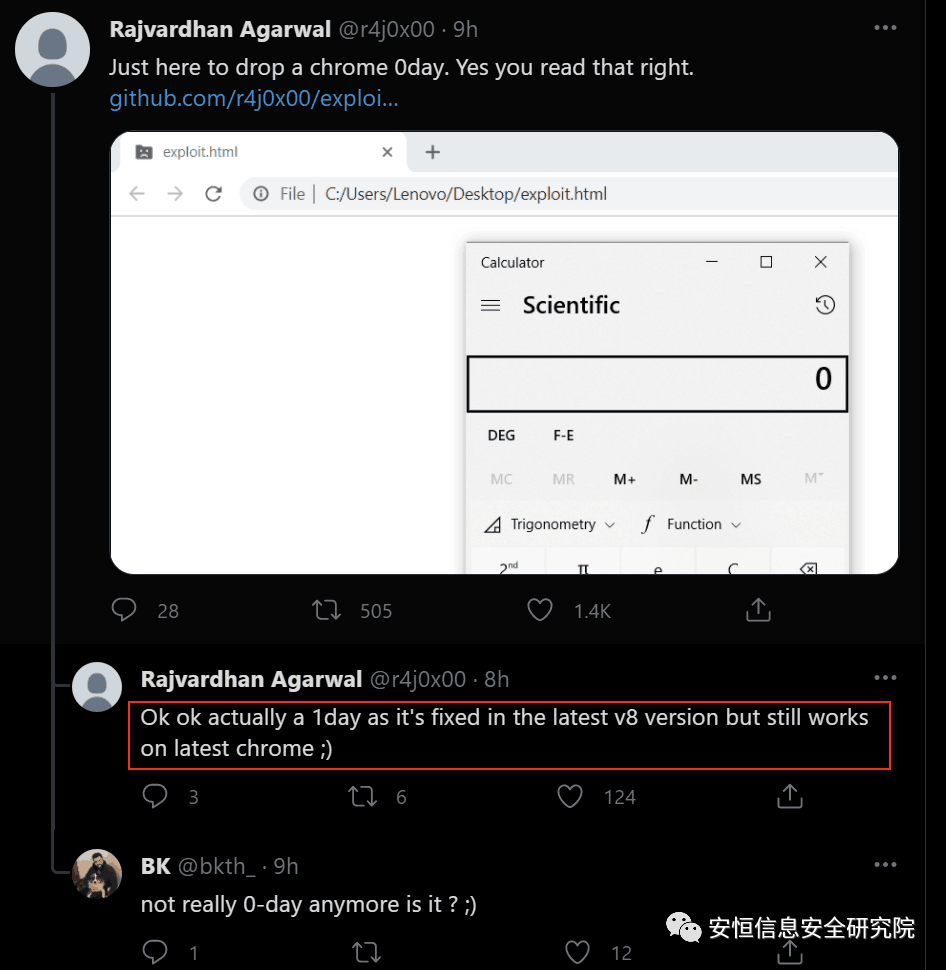 Rajvardhan Agarwal @r4j0x00 · 9h
Just here to drop a chrome 0day. Yes you read that right.
github.com/r4j0x00/exploi...
exploit.html
File | C:/Users/Lenovo/Desktop/exploit.html
Calculator
Scientific
0
DEG F-E
MC MR M+ M- MS M˅
Trigonometry f Function
2nd π e C
28 505 1.4K
Rajvardhan Agarwal @r4j0x00 · 8h
Ok ok actually a 1day as it's fixed in the latest v8 version but still works
on latest chrome ;)
3 6 124
BK @bkth_ · 9h
not really 0-day anymore is it ? ;)
1 12
安恒信息安全研究院